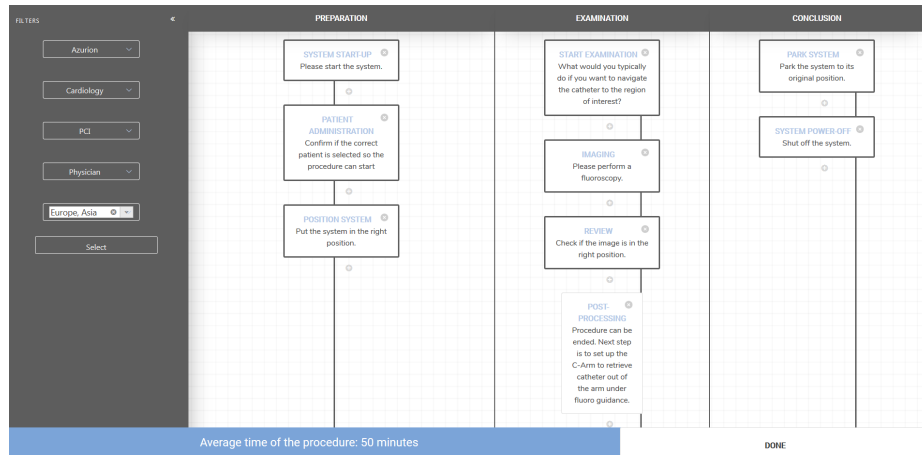 FILTERS
«
Azurion
Cardiology
PCI
Physician
Europe, Asia
Select
PREPARATION
SYSTEM START-UP
Please start the system.
PATIENT
ADMINISTRATION
Confirm if the correct
patient is selected so the
procedure can start
POSITION SYSTEM
Put the system in the right
position.
EXAMINATION
START EXAMINATION
What would you typically
do if you want to navigate
the catheter to the region
of interest?
IMAGING
Please perform a
fluoroscopy.
REVIEW
Check if the image is in the
right position.
POST-
PROCESSING
Procedure can be
ended. Next step
is to set up the
C-Arm to retrieve
catheter out of
the arm under
fluoro guidance.
CONCLUSION
PARK SYSTEM
Park the system to its
original position.
SYSTEM POWER-OFF
Shut off the system.
Average time of the procedure: 50 minutes
DONE